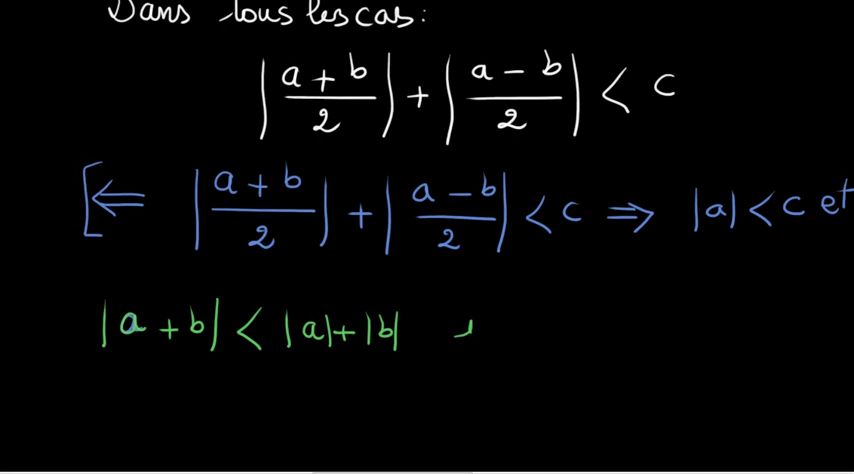 Dans tous les cas:
|a + b / 2| + |a - b / 2| < c
[⇐ |a + b / 2| + |a - b / 2| < c ⇒ |a| < c et
|a + b| < |a| + |b|